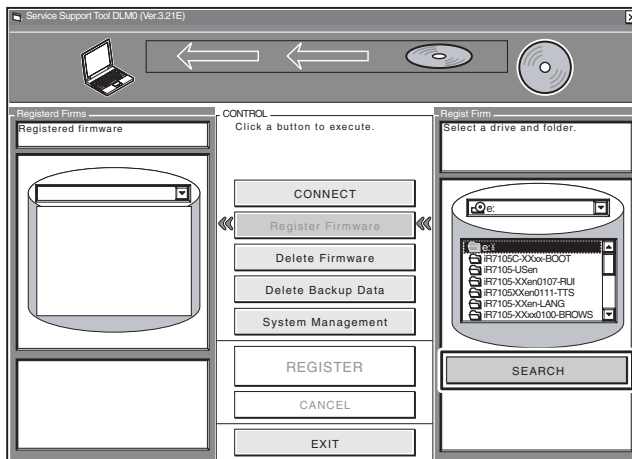 Service Support Tool DLM0 (Ver.3.21E)
Registerd Firms
Registered firmware
CONTROL
Click a button to execute.
CONNECT
Register Firmware
Delete Firmware
Delete Backup Data
System Management
REGISTER
CANCEL
EXIT
Regist Firm
Select a drive and folder.
e:
e:¥
iR7105C-XXxx-BOOT
iR7105-USen
iR7105-XXen0107-RUI
iR7105XXen0111-TTS
iR7105-XXen-LANG
iR7105-XXxx0100-BROWS
SEARCH